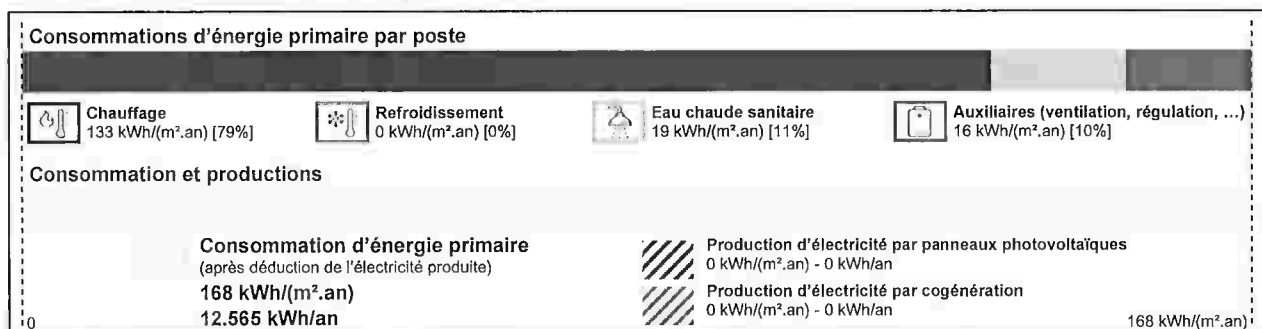 Consommations d'énergie primaire par poste
Chauffage
133 kWh/(m².an) [79%]
Refroidissement
0 kWh/(m².an) [0%]
Eau chaude sanitaire
19 kWh/(m².an) [11%]
Auxiliaires (ventilation, régulation, ...)
16 kWh/(m².an) [10%]
Consommation et productions
Consommation d'énergie primaire
(après déduction de l'électricité produite)
168 kWh/(m².an)
12.565 kWh/an
Production d'électricité par panneaux photovoltaïques
0 kWh/(m².an) - 0 kWh/an
Production d'électricité par cogénération
0 kWh/(m².an) - 0 kWh/an
0
168 kWh/(m².an)